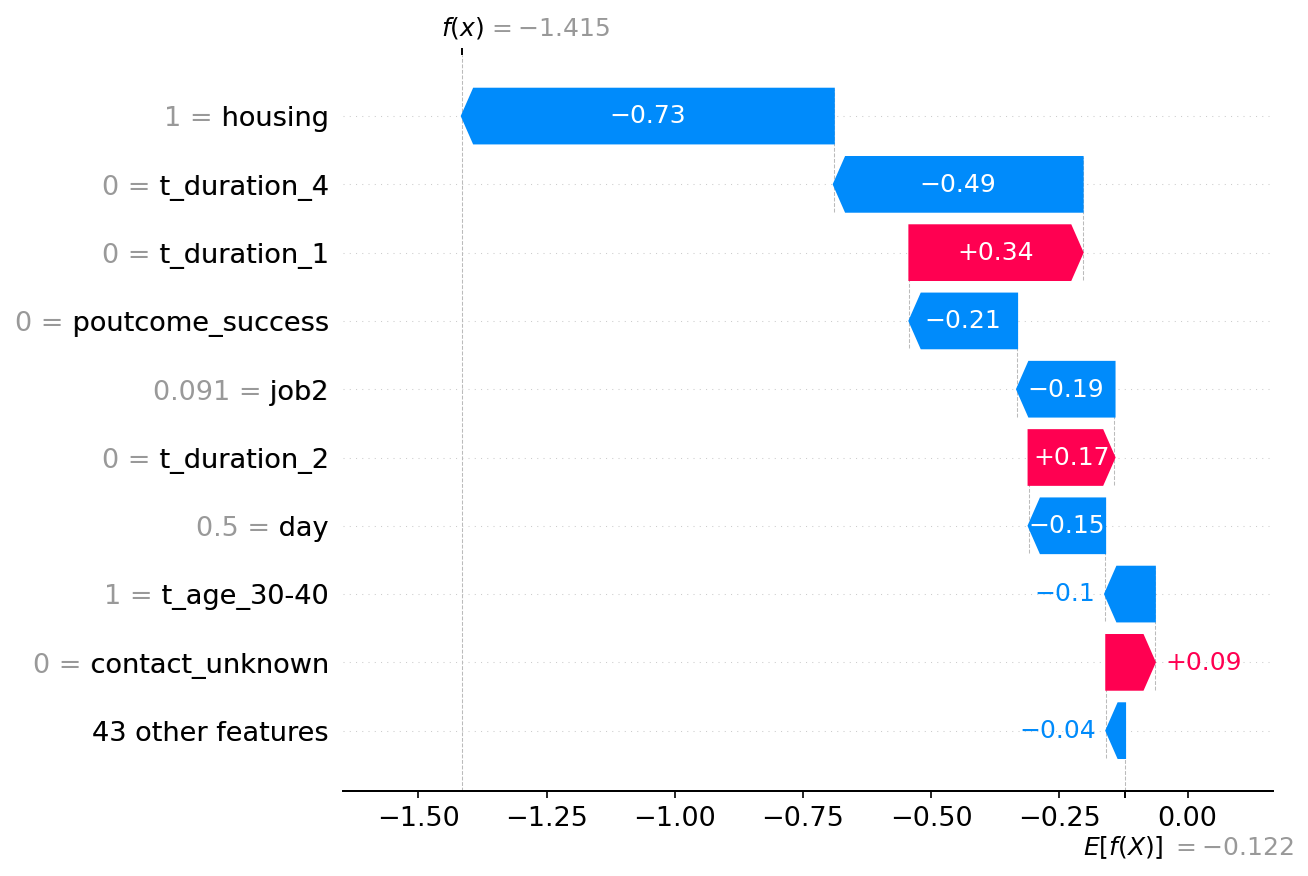 f(x) = −1.415
1 = housing −0.73
0 = t_duration_4 −0.49
0 = t_duration_1 +0.34
0 = poutcome_success −0.21
0.091 = job2 −0.19
0 = t_duration_2 +0.17
0.5 = day −0.15
1 = t_age_30-40 −0.1
0 = contact_unknown +0.09
43 other features −0.04
−1.50 −1.25 −1.00 −0.75 −0.50 −0.25 0.00
E[f(X)] = −0.122